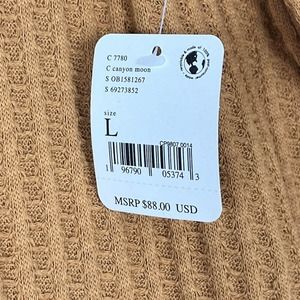 C 7780
C canyon moon
S OB1581267
S 69273852
size
L
CP9807 0014
1 96790 05374 3
MSRP $88.00 USD